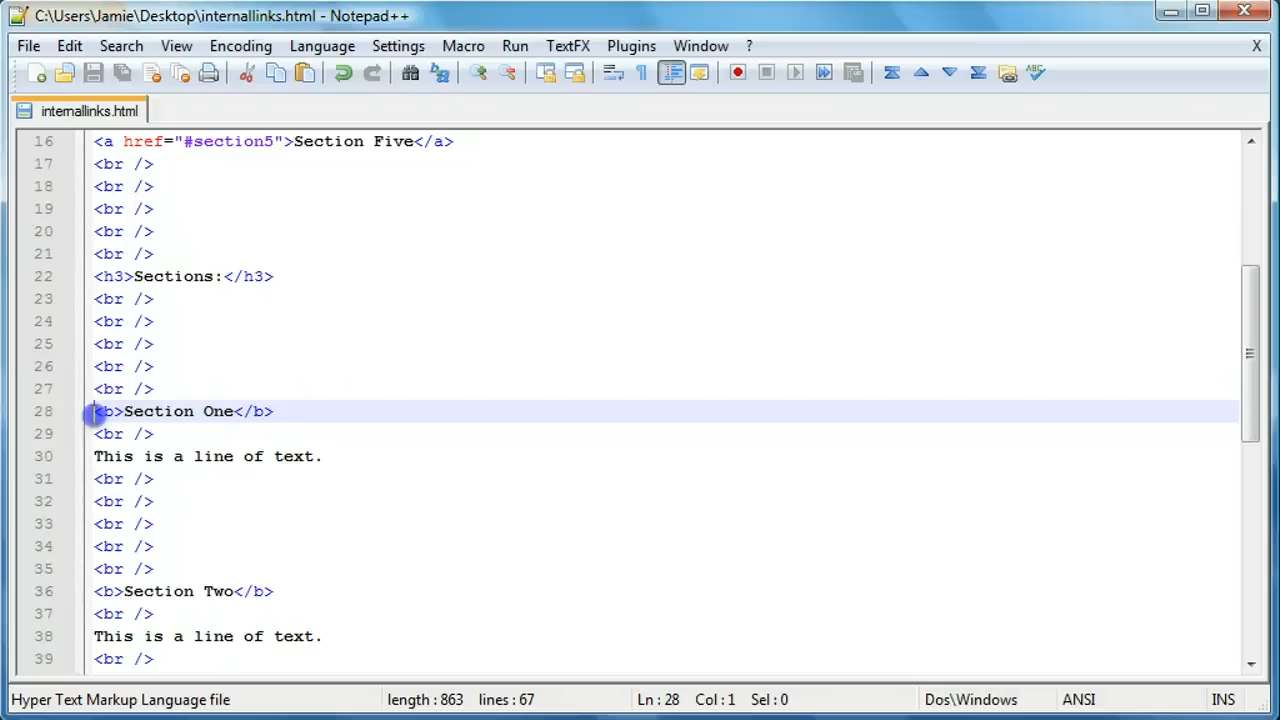 C:\Users\Jamie\Desktop\internallinks.html - Notepad++
File Edit Search View Encoding Language Settings Macro Run TextFX Plugins Window ? X
internallinks.html
16 <a href="#section5">Section Five</a>
17 <br />
18 <br />
19 <br />
20 <br />
21 <br />
22 <h3>Sections:</h3>
23 <br />
24 <br />
25 <br />
26 <br />
27 <br />
28 <b>Section One</b>
29 <br />
30 This is a line of text.
31 <br />
32 <br />
33 <br />
34 <br />
35 <br />
36 <b>Section Two</b>
37 <br />
38 This is a line of text.
39 <br />
Hyper Text Markup Language file length : 863 lines : 67 Ln : 28 Col : 1 Sel : 0 Dos\Windows ANSI INS